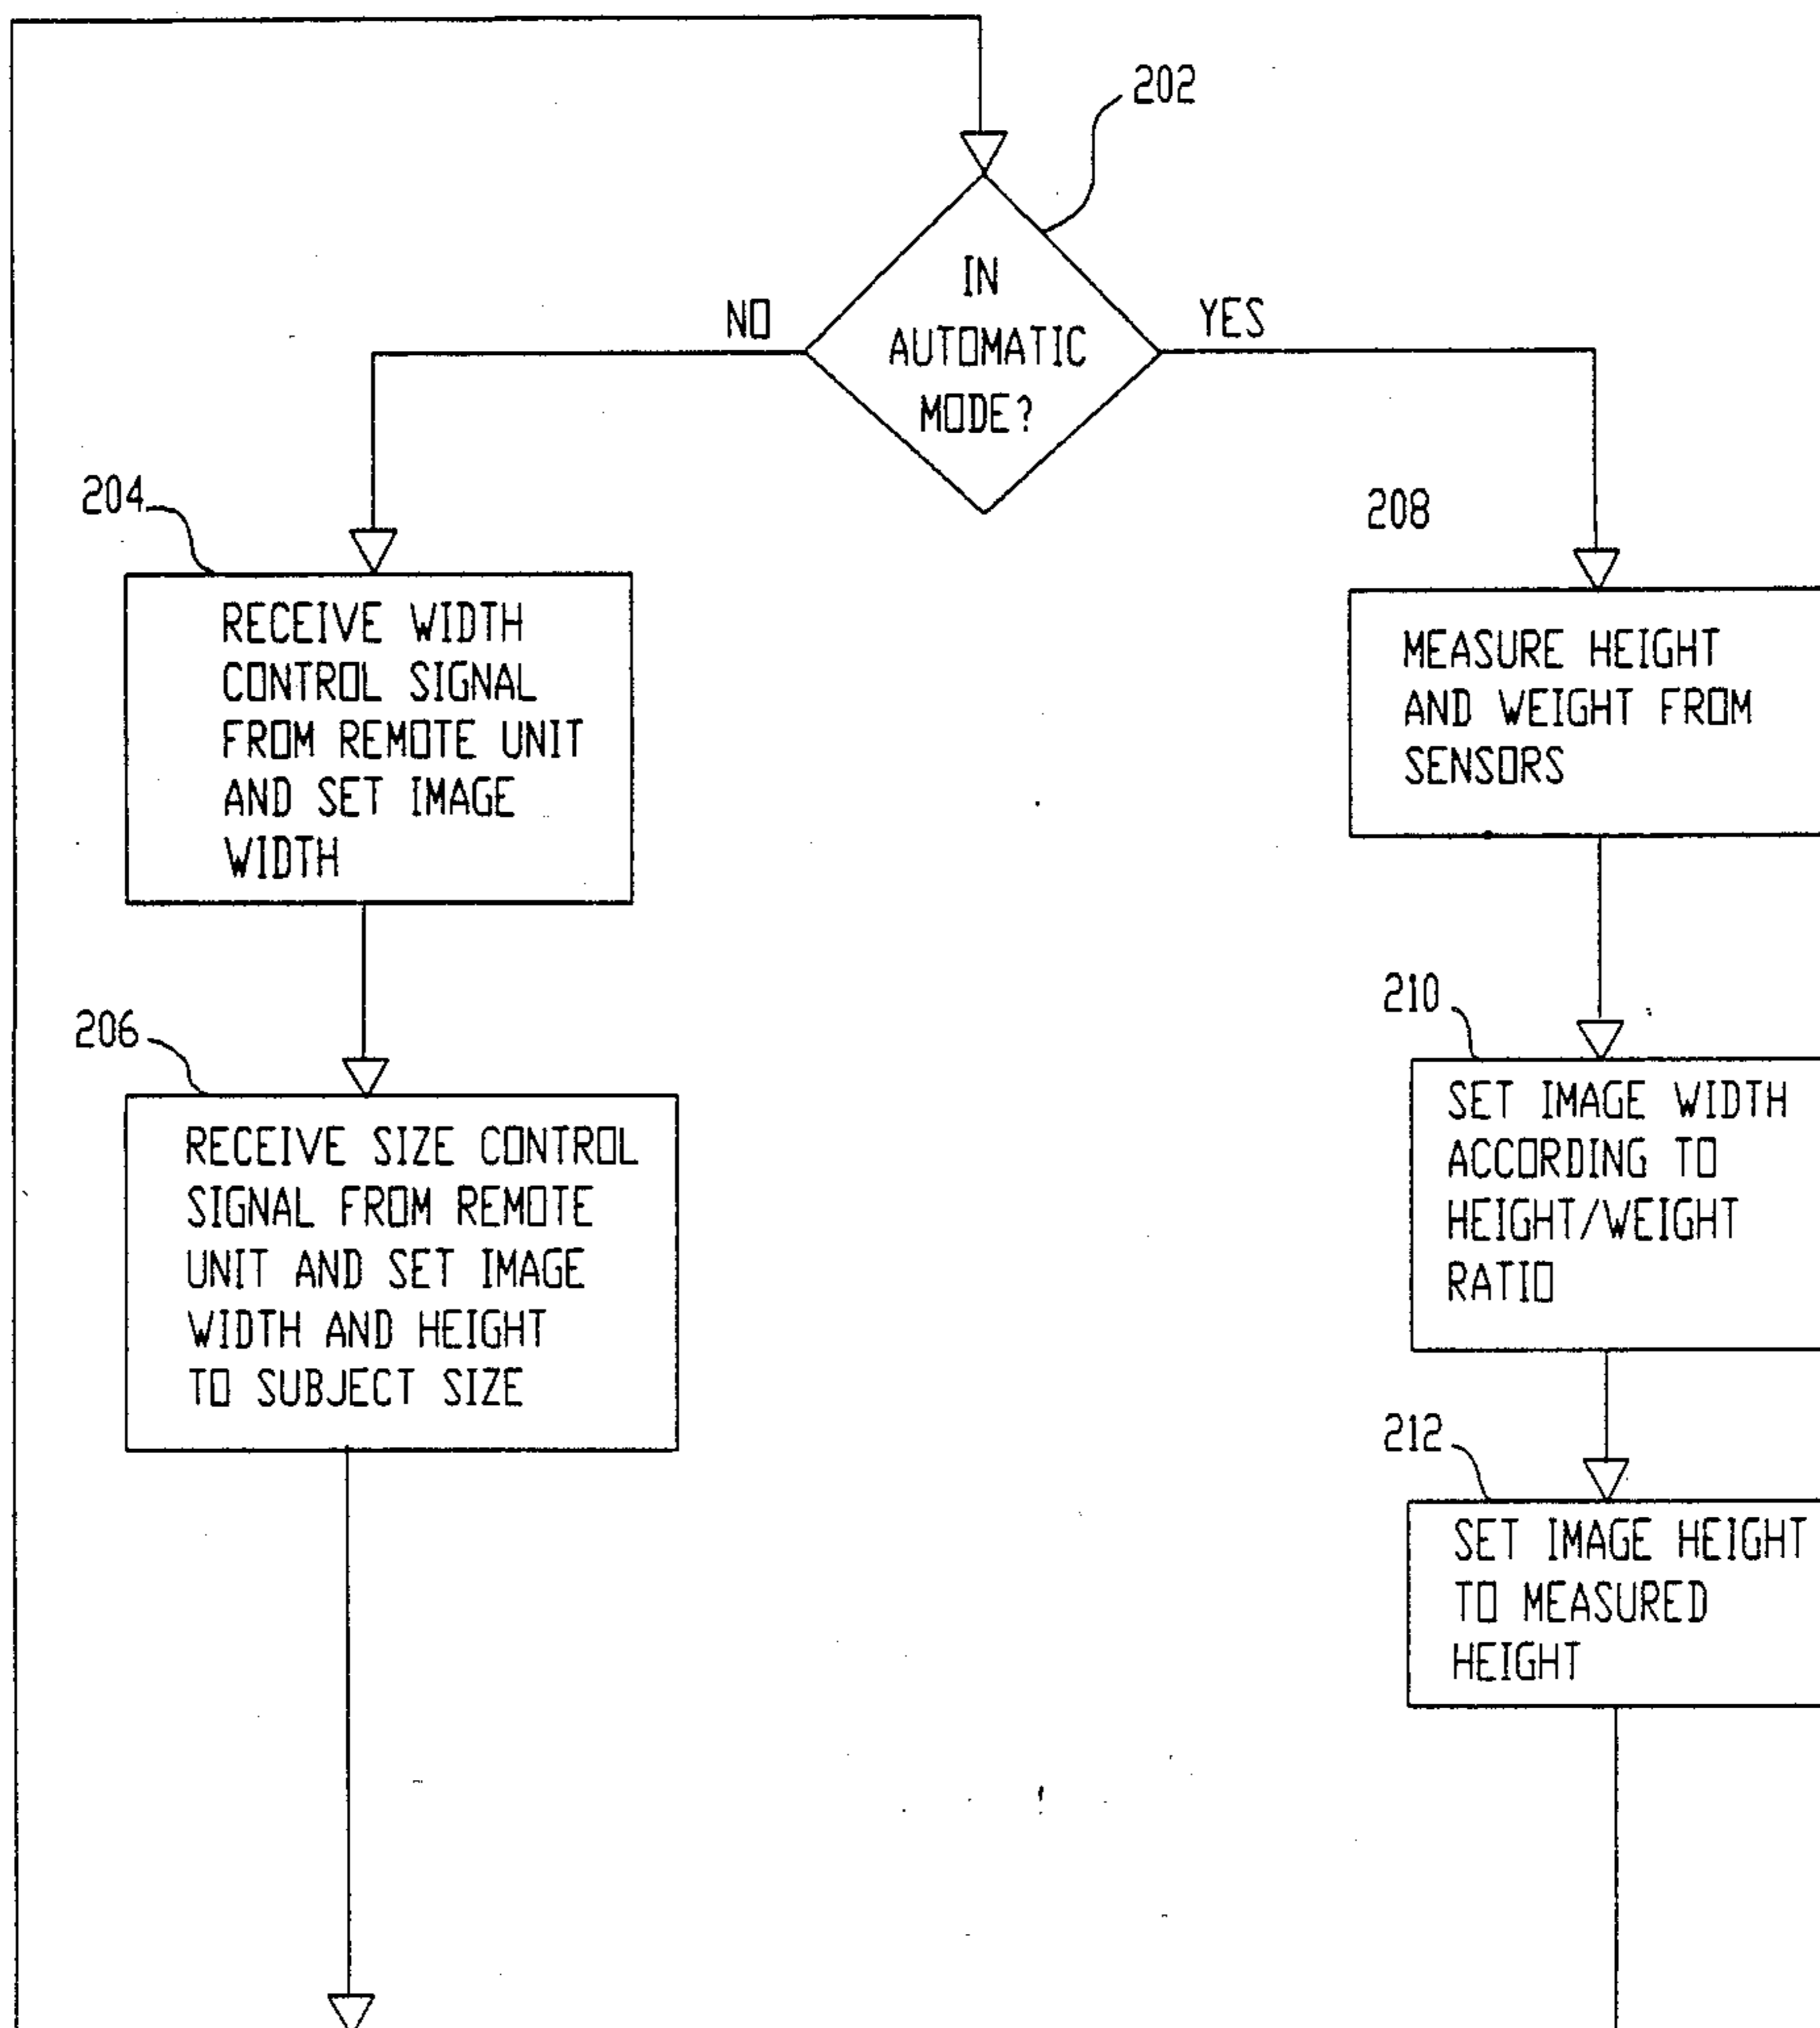 202
IN
AUTOMATIC
MODE?
NO
YES
204
RECEIVE WIDTH
CONTROL SIGNAL
FROM REMOTE UNIT
AND SET IMAGE
WIDTH
206
RECEIVE SIZE CONTROL
SIGNAL FROM REMOTE
UNIT AND SET IMAGE
WIDTH AND HEIGHT
TO SUBJECT SIZE
208
MEASURE HEIGHT
AND WEIGHT FROM
SENSORS
210
SET IMAGE WIDTH
ACCORDING TO
HEIGHT/WEIGHT
RATIO
212
SET IMAGE HEIGHT
TO MEASURED
HEIGHT